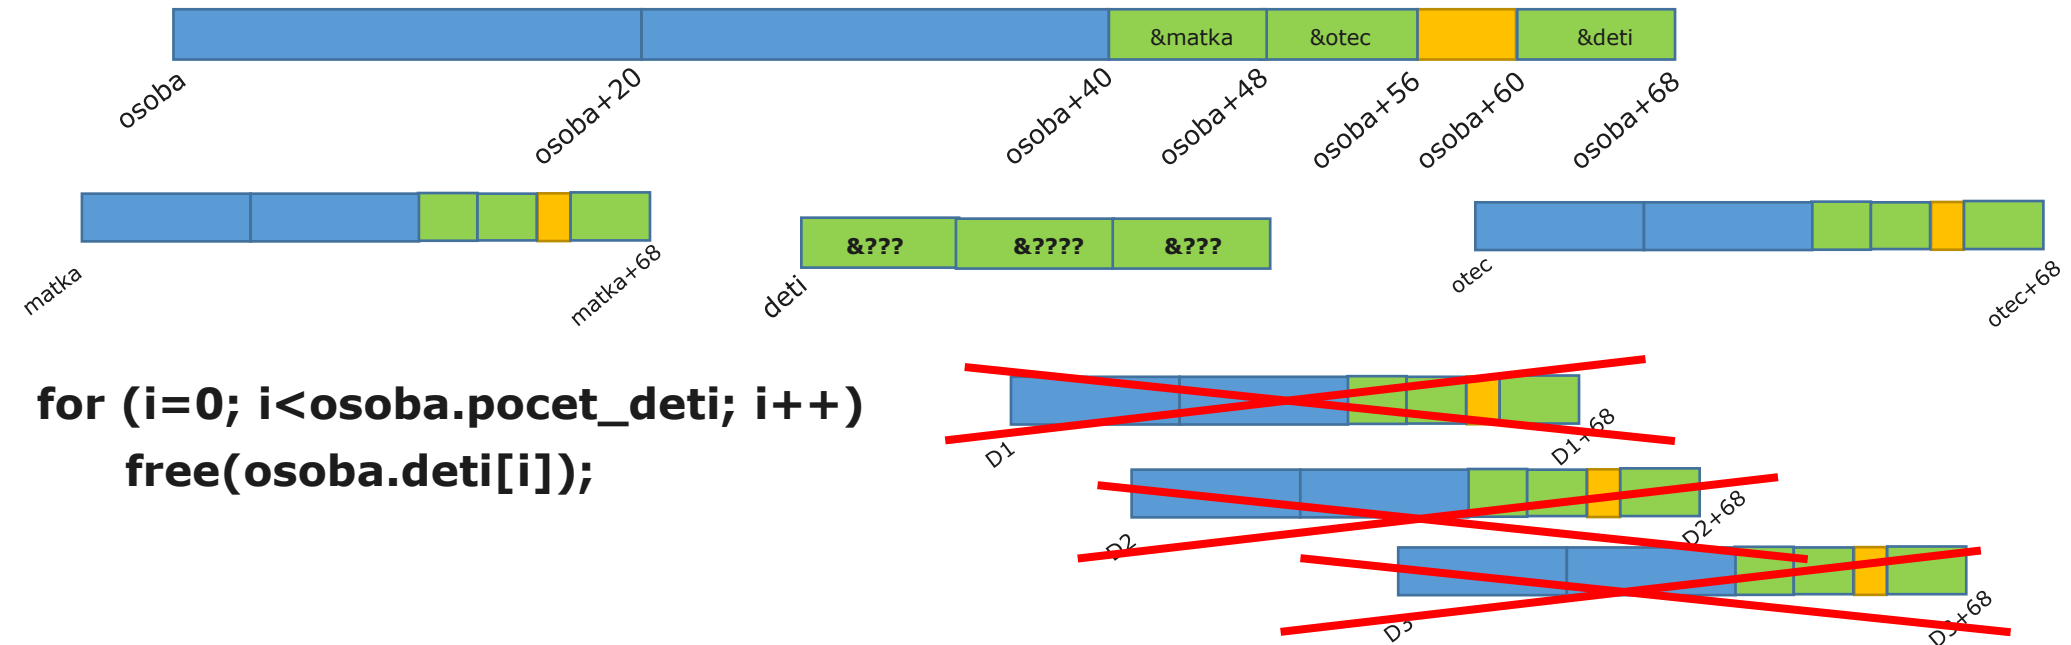 &matka &otec &deti
osoba osoba+20 osoba+40 osoba+48 osoba+56 osoba+60 osoba+68
&??? &???? &???
matka matka+68 deti otec otec+68
for (i=0; i<osoba.pocet_deti; i++)
free(osoba.deti[i]);
D1 D1+68
D2 D2+68
D3 D3+68